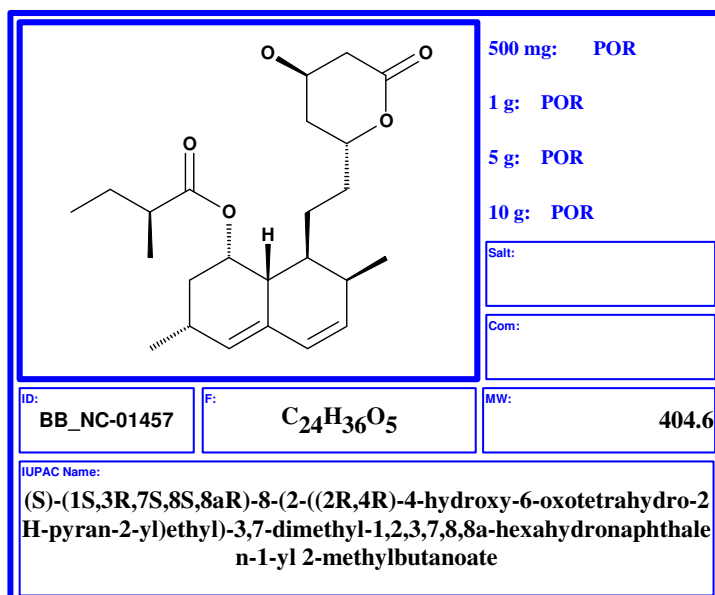 500 mg: POR
1 g: POR
5 g: POR
10 g: POR
O
O
O
O
O
H
Salt:
Com:
ID:
BB_NC-01457
F:
C24H36O5
MW:
404.6
IUPAC Name:
(S)-(1S,3R,7S,8S,8aR)-8-(2-((2R,4R)-4-hydroxy-6-oxotetrahydro-2
H-pyran-2-yl)ethyl)-3,7-dimethyl-1,2,3,7,8,8a-hexahydronaphthale
n-1-yl 2-methylbutanoate